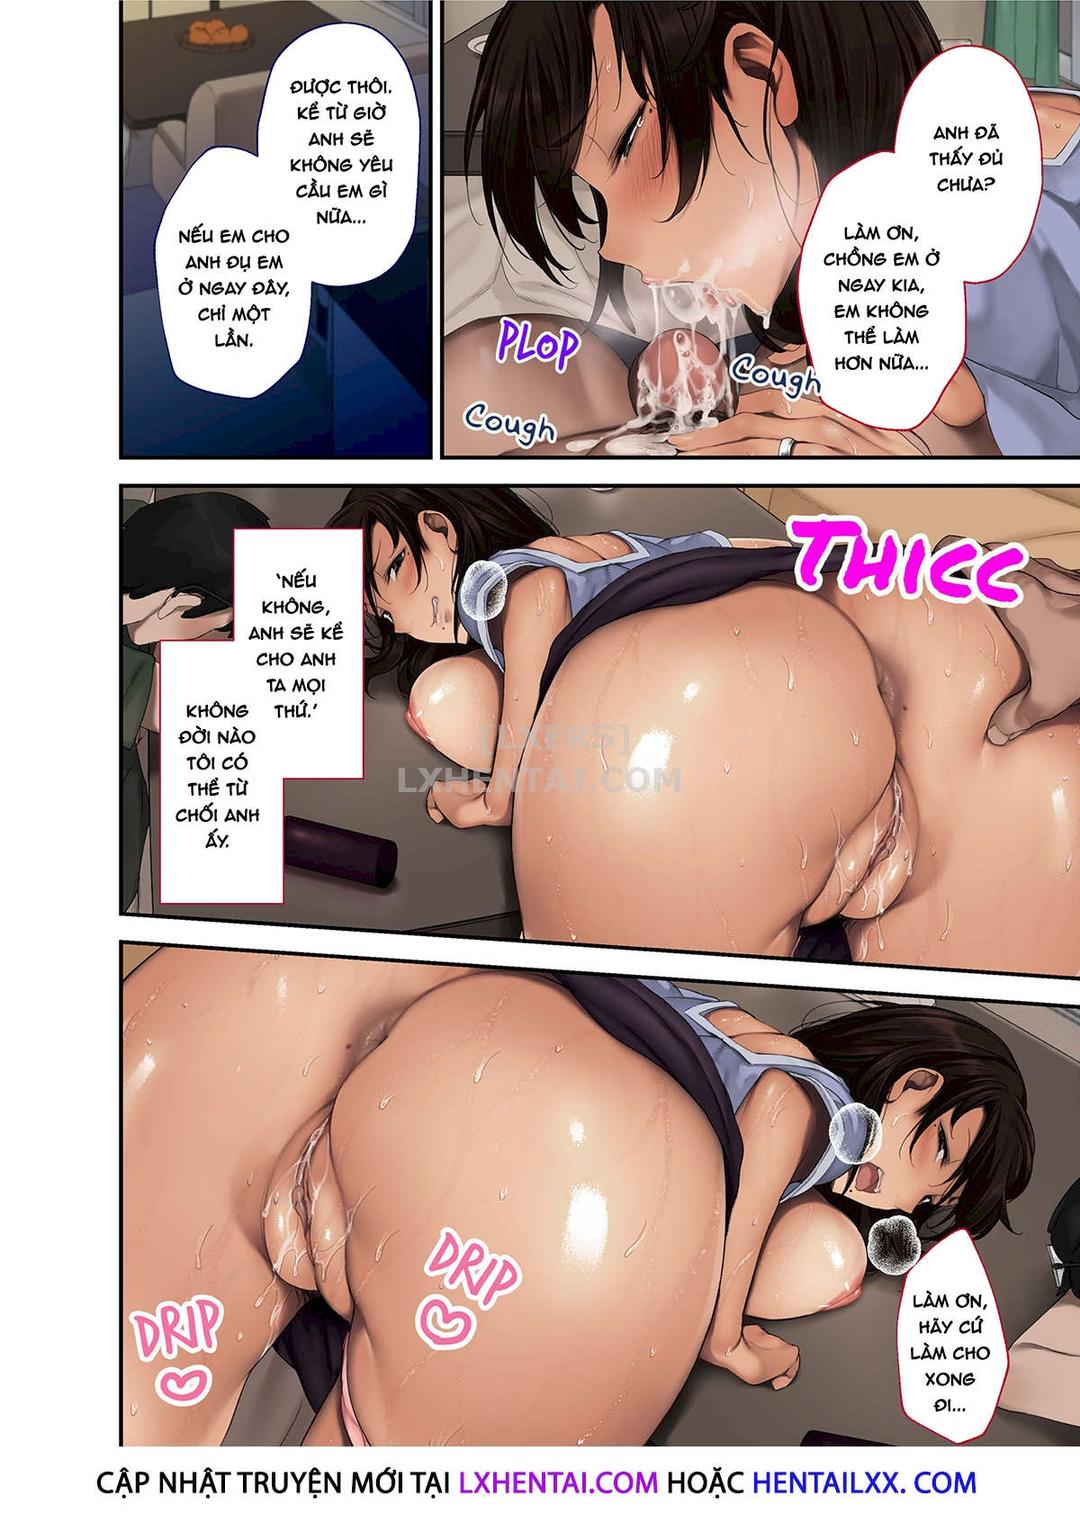 ANH ĐÃ
THẤY ĐỦ
CHƯA?
LÀM ƠN,
CHỒNG EM Ở
NGAY KIA,
EM KHÔNG
THỂ LÀM
HƠN NỮA...
PLOP
Cough
Cough
ĐƯỢC THÔI.
KỂ TỪ GIỜ
ANH SẼ
KHÔNG YÊU
CẦU EM GÌ
NỮA...
NẾU EM CHO
ANH ĐỤ EM
Ở NGAY ĐÂY,
CHỈ MỘT
LẦN.
THICC
‘NẾU
KHÔNG,
ANH SẼ KỂ
CHO ANH
TA MỌI
THỨ.’
KHÔNG
ĐỜI NÀO
TÔI CÓ
THỂ TỪ
CHỐI ANH
ẤY.
[LXERS]
LXHENTAI.COM
DRIP
DRIP
LÀM ƠN,
HÃY CỨ
LÀM CHO
XONG
ĐI...
CẬP NHẬT TRUYỆN MỚI TẠI LXHENTAI.COM HOẶC HENTAILXX. COM